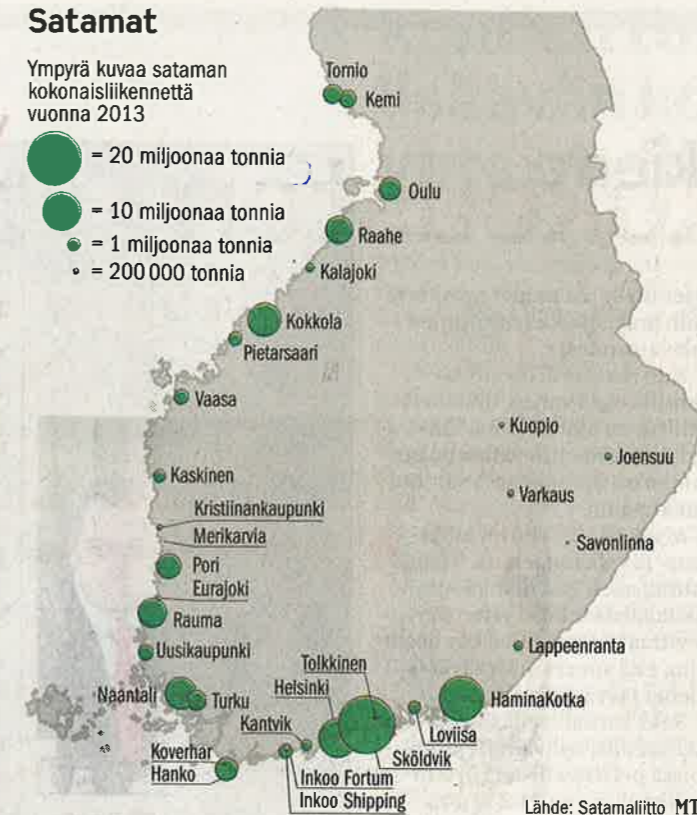 Satamat
Ympyrä kuvaa sataman
kokonaisliikennettä
vuonna 2013
= 20 miljoonaa tonnia
= 10 miljoonaa tonnia
= 1 miljoonaa tonnia
= 200 000 tonnia
Tornio
Kemi
Oulu
Raahe
Kalajoki
Kokkola
Pietarsaari
Vaasa
Kuopio
Joensuu
Kaskinen
Varkaus
Kristiinankaupunki
Merikarvia
Savonlinna
Pori
Eurajoki
Rauma
Uusikaupunki
Lappeenranta
Tolkkinen
Helsinki
Naantali
Turku
HaminaKotka
Kantvik
Loviisa
Koverhar
Hanko
Sköldvik
Inkoo Fortum
Inkoo Shipping
Lähde: Satamaliitto MT